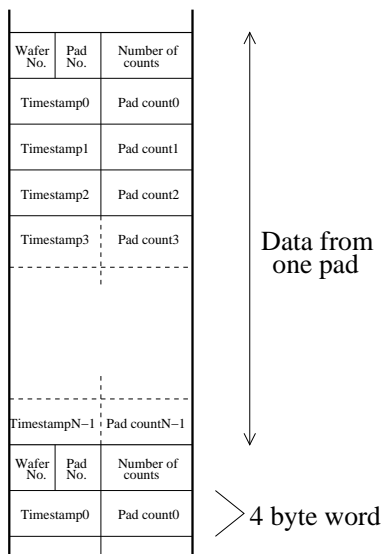 Wafer No. Pad No. Number of counts
Timestamp0 Pad count0
Timestamp1 Pad count1
Timestamp2 Pad count2
Timestamp3 Pad count3
Data from
one pad
TimestampN−1 Pad countN−1
Wafer No. Pad No. Number of counts
Timestamp0 Pad count0
4 byte word